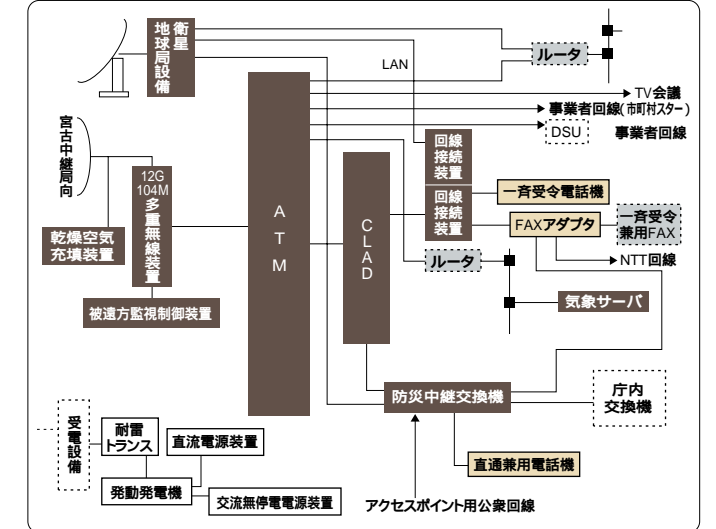 衛星
地球局設備
ルータ
LAN
TV会議
事業者回線(市町村スター)
DSU
事業者回線
宮古中継局向
12G
104M
多重無線装置
乾燥空気
充填装置
被遠方監視制御装置
ATM
CLAD
回線
接続
装置
回線
接続
装置
一斉受令電話機
FAXアダプタ
一斉受令
兼用FAX
NTT回線
ルータ
気象サーバ
防災中継交換機
庁内
交換機
直通兼用電話機
アクセスポイント用公衆回線
受電設備
耐雷
トランス
直流電源装置
発動発電機
交流無停電電源装置